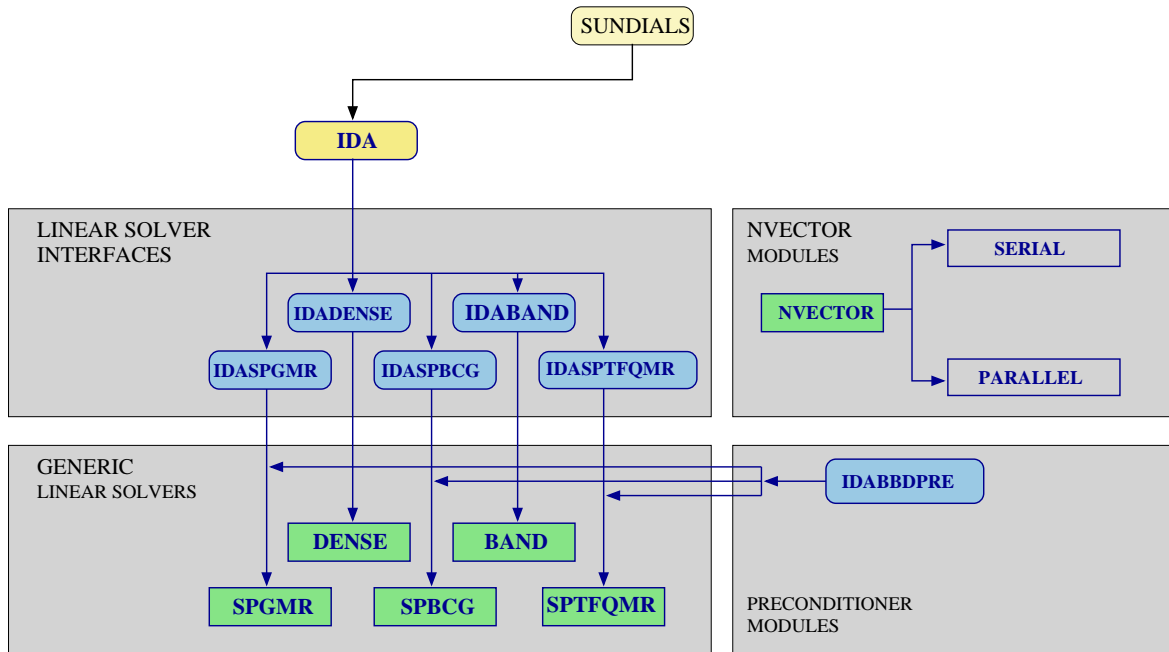 SUNDIALS
IDA
LINEAR SOLVER
INTERFACES
IDADENSE
IDABAND
IDASPGMR
IDASPBCG
IDASPTFQMR
NVECTOR
MODULES
SERIAL
NVECTOR
PARALLEL
GENERIC
LINEAR SOLVERS
DENSE
BAND
SPGMR
SPBCG
SPTFQMR
IDABBDPRE
PRECONDITIONER
MODULES